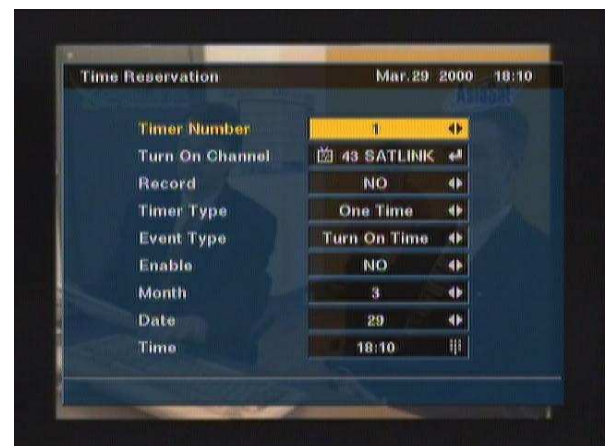 Time Reservation Mar.29 2000 18:10
AsiaSat
Timer Number 1
Turn On Channel 43 SATLINK
Record NO
Timer Type One Time
Event Type Turn On Time
Enable NO
Month 3
Date 29
Time 18:10